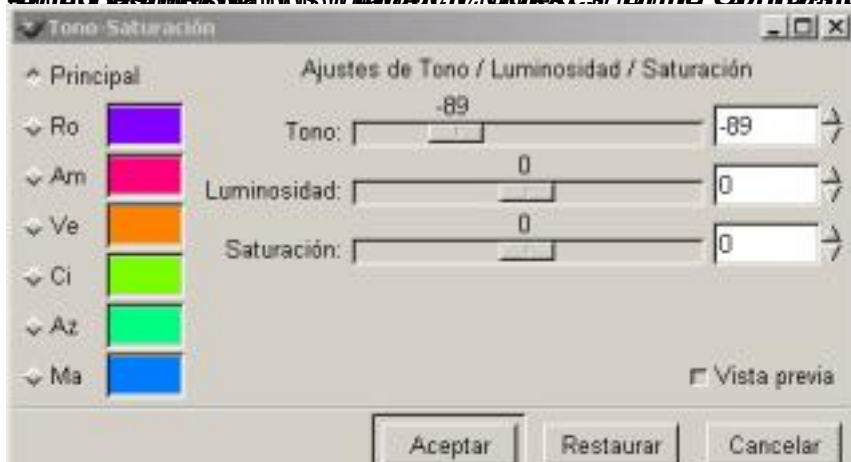 Tono-Saturación
Principal
Ajustes de Tono / Luminosidad / Saturación
Ro
-89
Tono:
-89
Am
0
Luminosidad:
0
Ve
0
Saturación:
0
Ci
Az
Ma
Vista previa
Aceptar
Restaurar
Cancelar